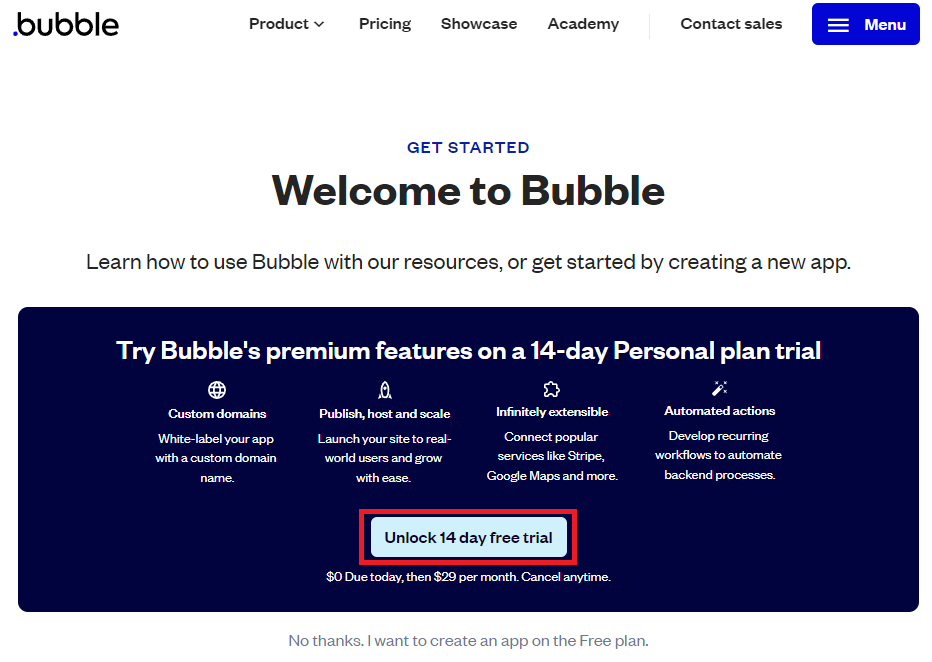 .bubble
Product Pricing Showcase Academy Contact sales Menu
GET STARTED
Welcome to Bubble
Learn how to use Bubble with our resources, or get started by creating a new app.
Try Bubble's premium features on a 14-day Personal plan trial
Custom domains
White-label your app
with a custom domain
name.
Publish, host and scale
Launch your site to real-
world users and grow
with ease.
Infinitely extensible
Connect popular
services like Stripe,
Google Maps and more.
Automated actions
Develop recurring
workflows to automate
backend processes.
Unlock 14 day free trial
$0 Due today, then $29 per month. Cancel anytime.
No thanks. I want to create an app on the Free plan.